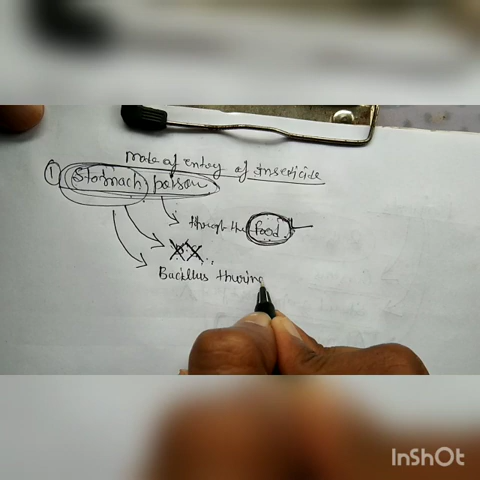 mode of entry of Insecticide
① Stomach poison
through the food
Bacillus thuring
InShOt